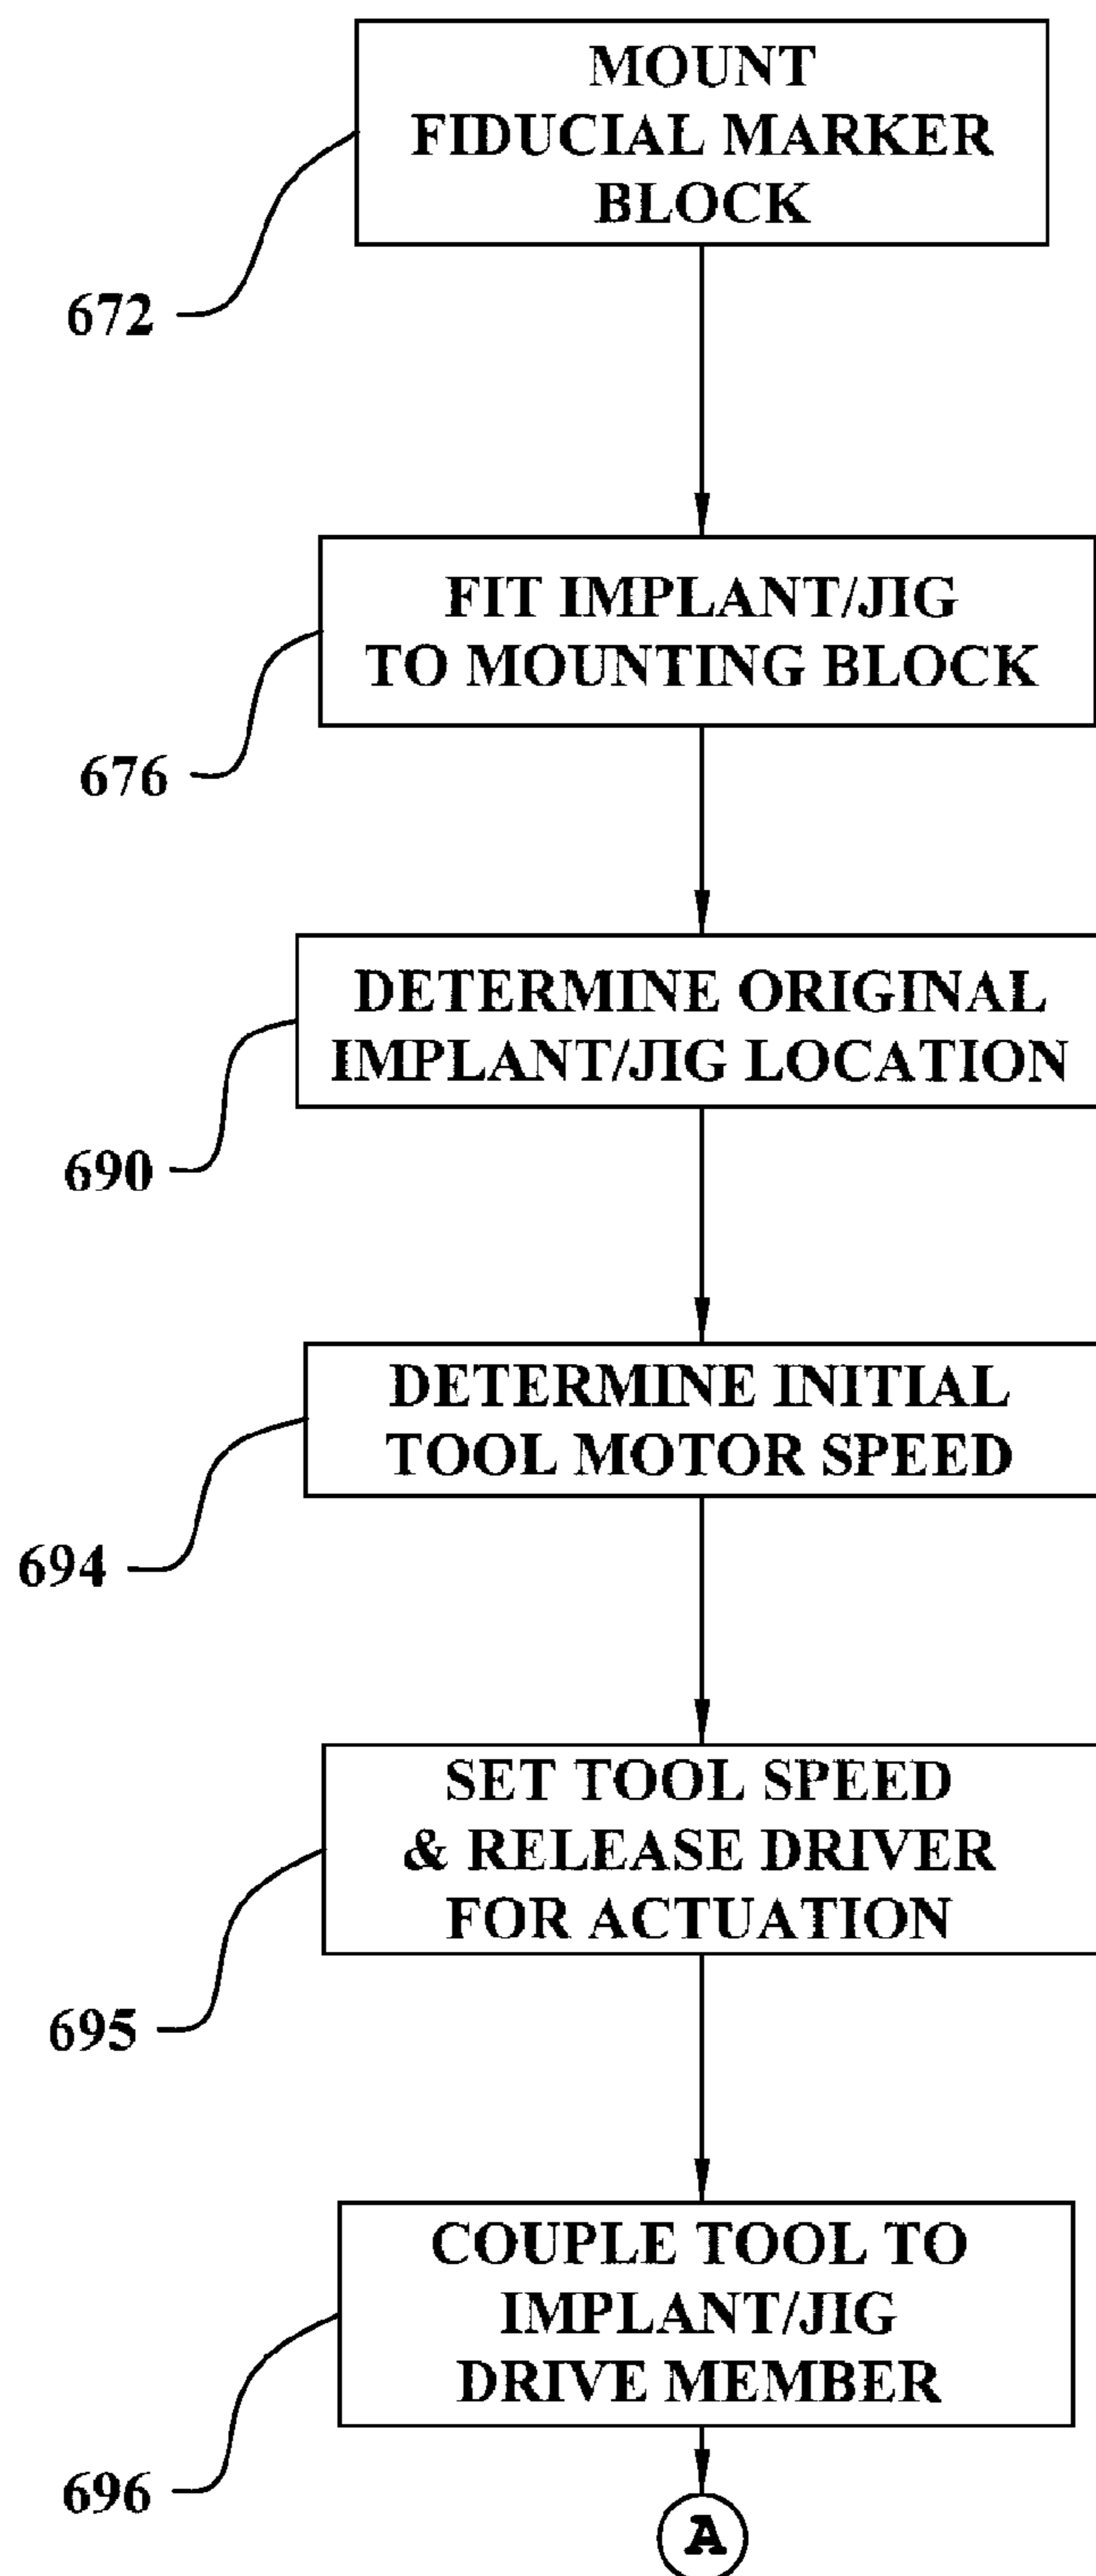 MOUNT
FIDUCIAL MARKER
BLOCK
672
FIT IMPLANT/JIG
TO MOUNTING BLOCK
676
DETERMINE ORIGINAL
IMPLANT/JIG LOCATION
690
DETERMINE INITIAL
TOOL MOTOR SPEED
694
SET TOOL SPEED
& RELEASE DRIVER
FOR ACTUATION
695
COUPLE TOOL TO
IMPLANT/JIG
DRIVE MEMBER
696
A